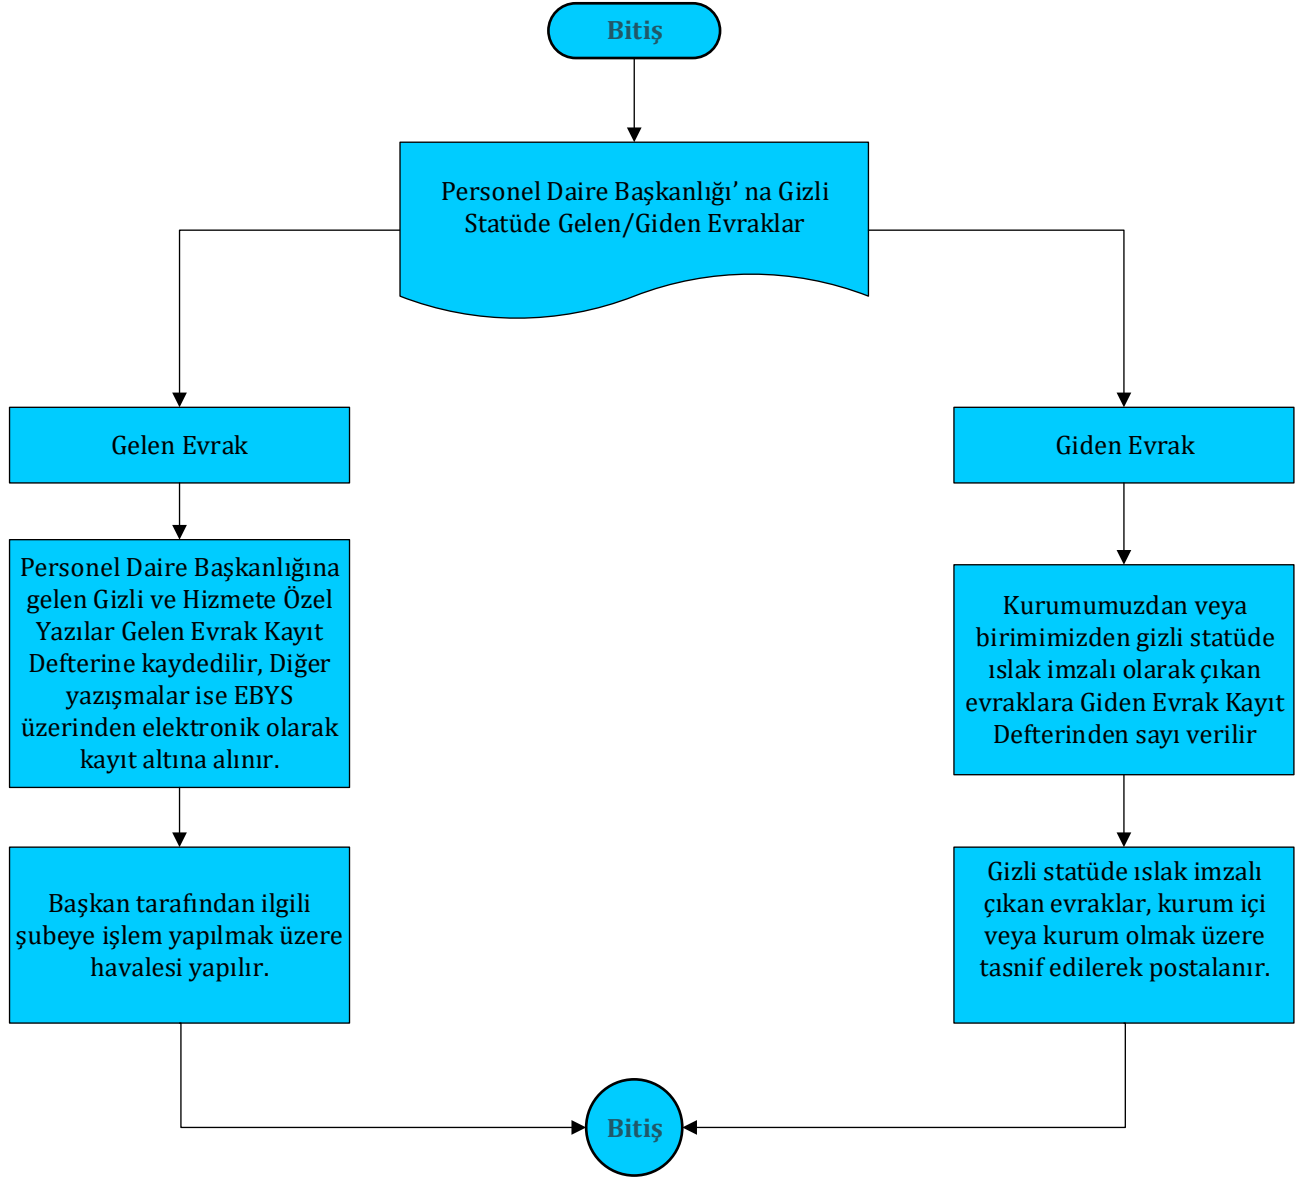 Bitiş
Personel Daire Başkanlığı’ na Gizli
Statüde Gelen/Giden Evraklar
Gelen Evrak
Giden Evrak
Personel Daire Başkanlığına
gelen Gizli ve Hizmete Özel
Yazılar Gelen Evrak Kayıt
Defterine kaydedilir, Diğer
yazışmalar ise EBYS
üzerinden elektronik olarak
kayıt altına alınır.
Kurumumuzdan veya
birimimizden gizli statüde
ıslak imzalı olarak çıkan
evraklara Giden Evrak Kayıt
Defterinden sayı verilir
Başkan tarafından ilgili
şubeye işlem yapılmak üzere
havalesi yapılır.
Gizli statüde ıslak imzalı
çıkan evraklar, kurum içi
veya kurum olmak üzere
tasnif edilerek postalanır.
Bitiş